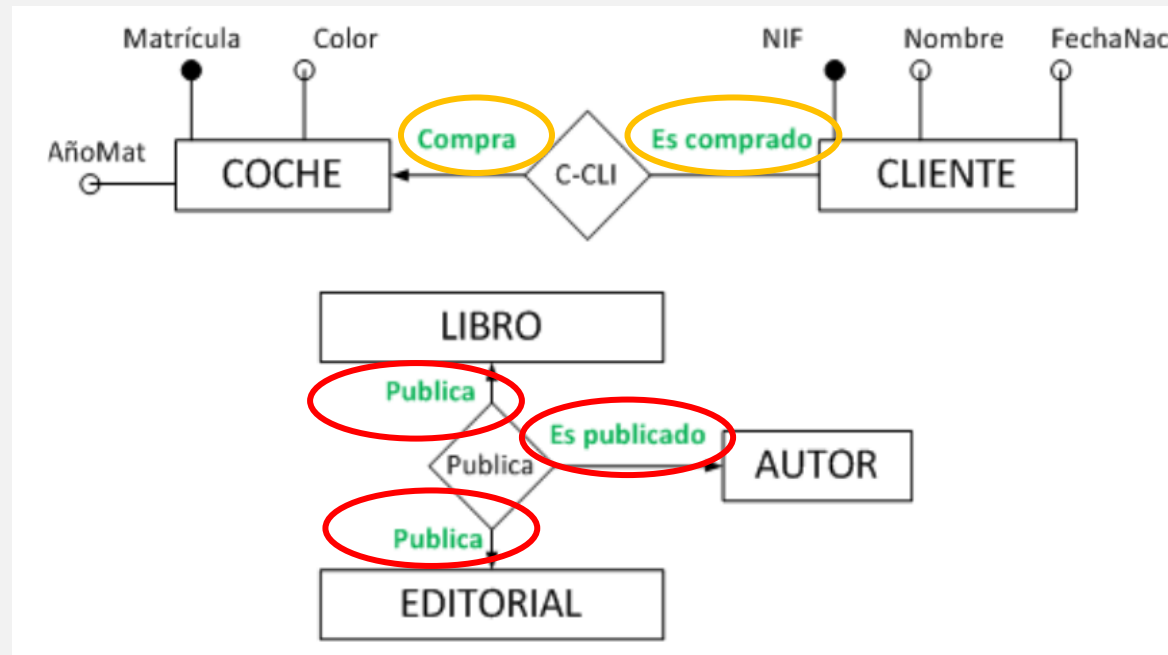 Matrícula Color NIF Nombre FechaNac
Compra Es comprado
AñoMat
COCHE C-CLI CLIENTE
LIBRO
Publica
Es publicado
Publica AUTOR
Publica
EDITORIAL